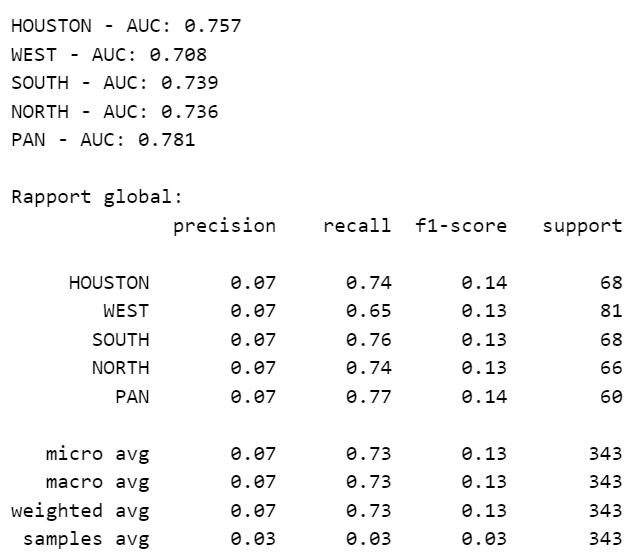 HOUSTON - AUC: 0.757
WEST - AUC: 0.708
SOUTH - AUC: 0.739
NORTH - AUC: 0.736
PAN - AUC: 0.781
Rapport global:
precision recall f1-score support
HOUSTON 0.07 0.74 0.14 68
WEST 0.07 0.65 0.13 81
SOUTH 0.07 0.76 0.13 68
NORTH 0.07 0.74 0.13 66
PAN 0.07 0.77 0.14 60
micro avg 0.07 0.73 0.13 343
macro avg 0.07 0.73 0.13 343
weighted avg 0.07 0.73 0.13 343
samples avg 0.03 0.03 0.03 343